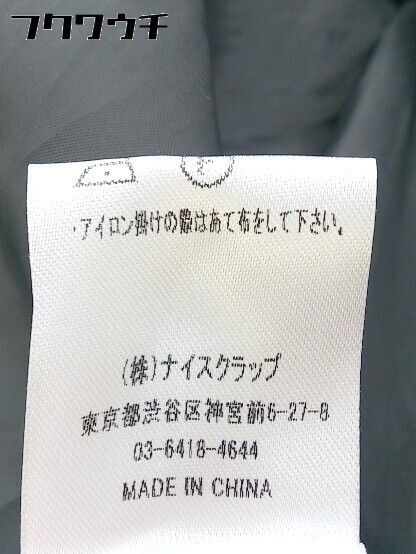 フクワウチ
・アイロン掛けの際はあて布をして下さい。
(株)ナイスクラップ
東京都渋谷区神宮前6-27-8
03-6418-4644
MADE IN CHINA